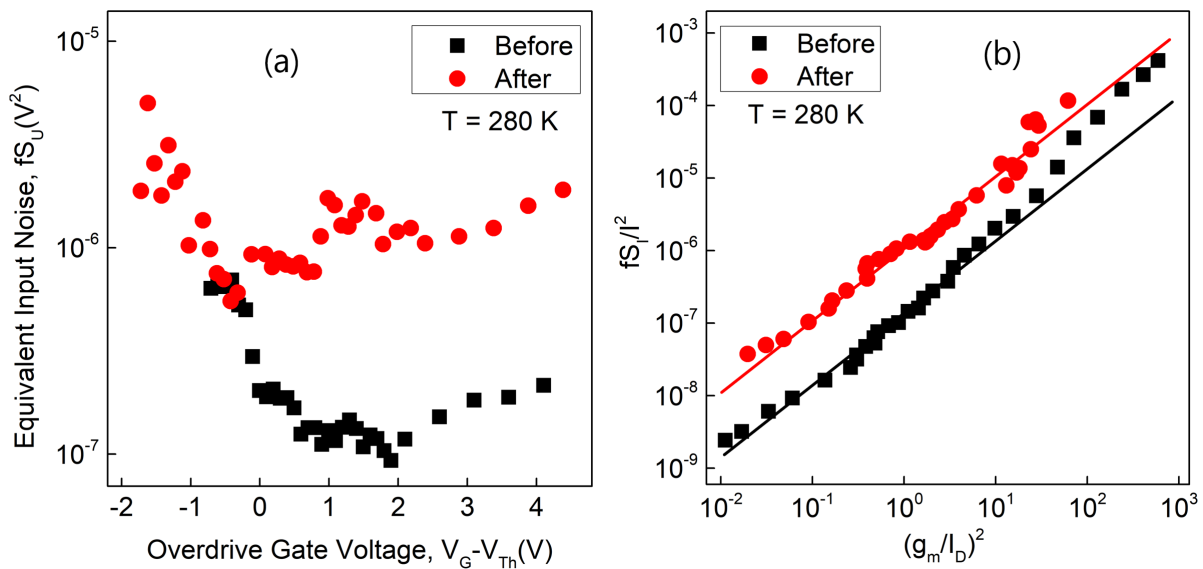 (a)
Before
After
T = 280 K
10⁻⁵
10⁻⁶
10⁻⁷
Equivalent Input Noise, fS_U(V²)
-2 -1 0 1 2 3 4
Overdrive Gate Voltage, V_G-V_Th(V)
Before
After
(b)
T = 280 K
10⁻⁴
10⁻⁵
10⁻⁶
10⁻⁷
10⁻⁸
10⁻⁹
fS_I/I²
10⁻² 10⁻¹ 10⁰ 10¹ 10² 10³
(g_m/I_D)²